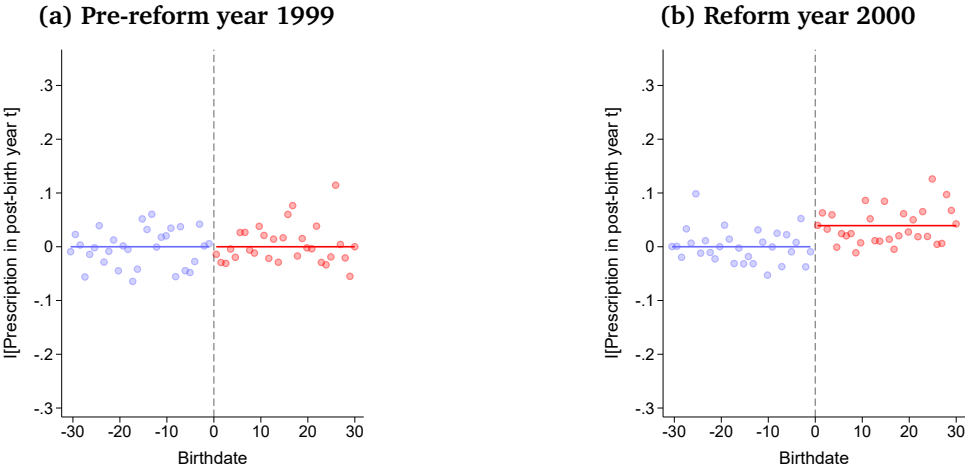 (a) Pre-reform year 1999
I[Prescription in post-birth year t]
.3
.2
.1
0
-.1
-.2
-.3
-30 -20 -10 0 10 20 30
Birthdate
(b) Reform year 2000
I[Prescription in post-birth year t]
.3
.2
.1
0
-.1
-.2
-.3
-30 -20 -10 0 10 20 30
Birthdate